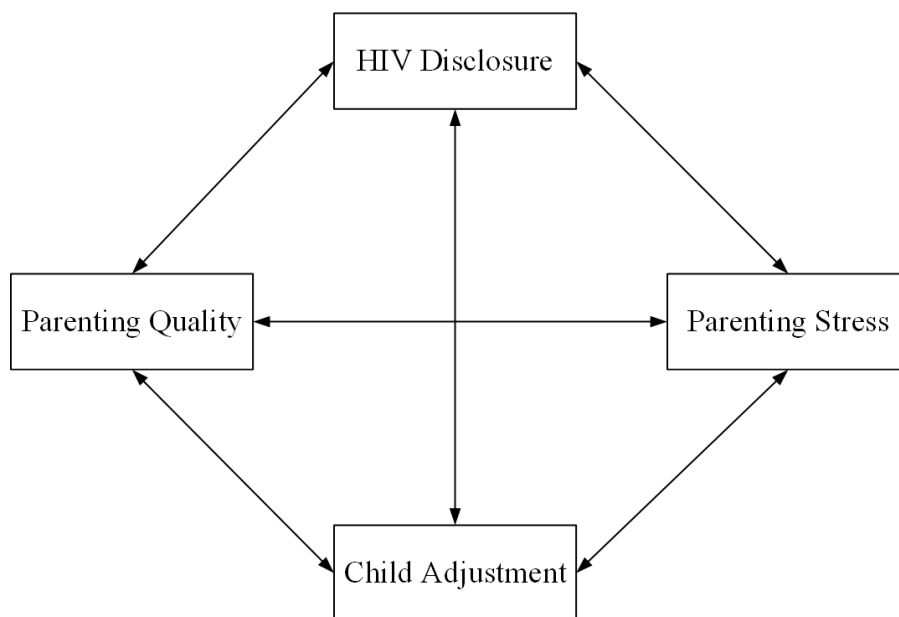 HIV Disclosure
Parenting Quality
Parenting Stress
Child Adjustment